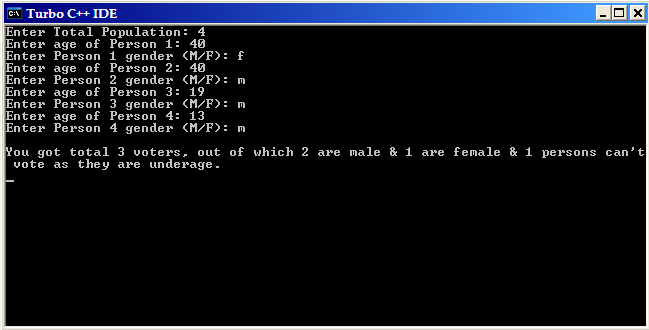 Turbo C++ IDE
Enter Total Population: 4
Enter age of Person 1: 40
Enter Person 1 gender (M/F): f
Enter age of Person 2: 40
Enter Person 2 gender (M/F): m
Enter age of Person 3: 19
Enter Person 3 gender (M/F): m
Enter age of Person 4: 13
Enter Person 4 gender (M/F): m
You got total 3 voters, out of which 2 are male & 1 are female & 1 persons can't
vote as they are underage.